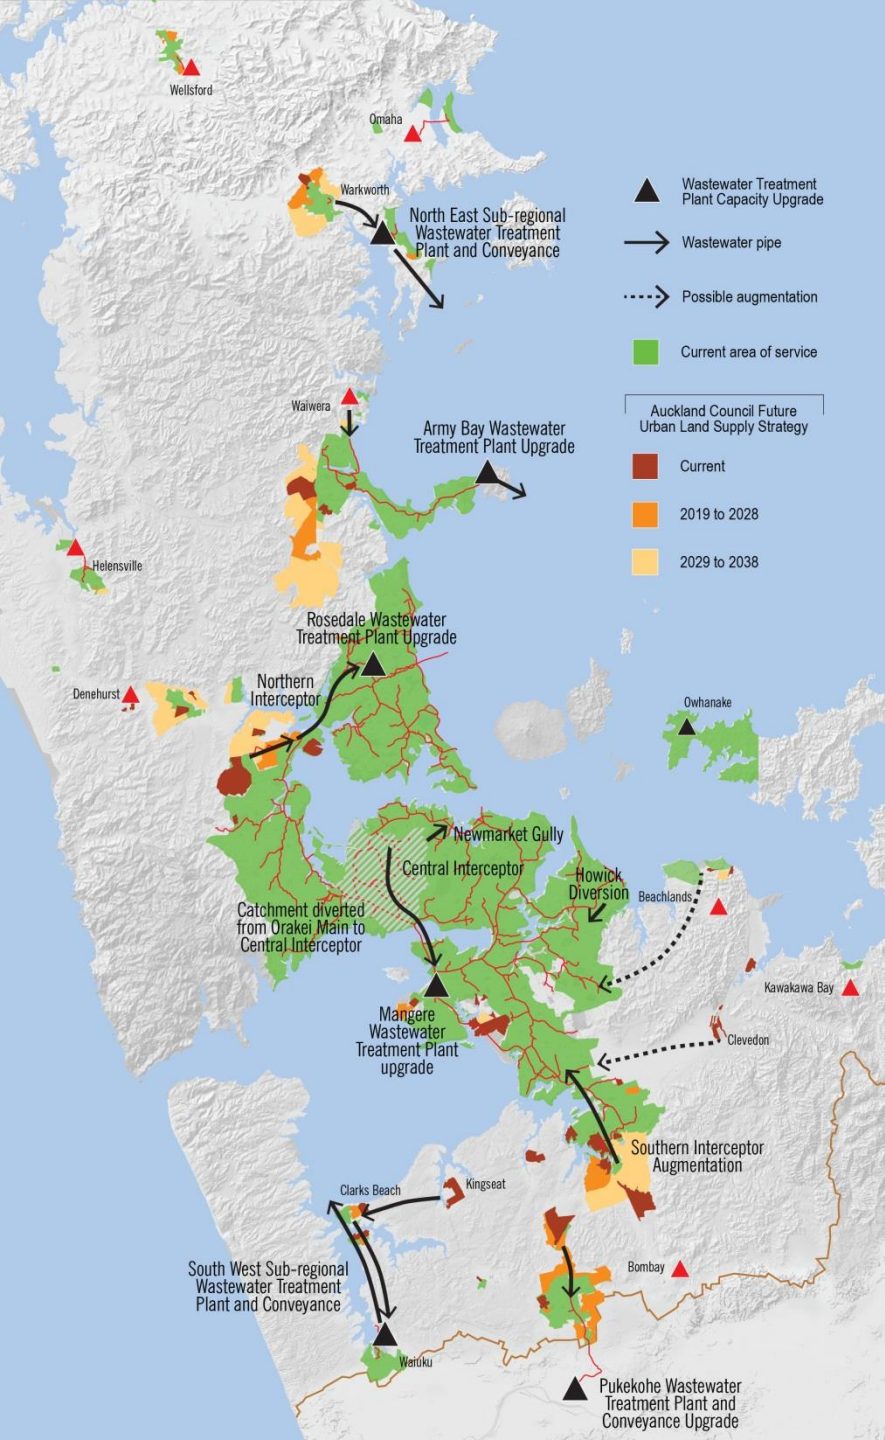 Wellsford
Omaha
Warkworth
North East Sub-regional
Wastewater Treatment
Plant and Conveyance
Wastewater Treatment
Plant Capacity Upgrade
Wastewater pipe
Possible augmentation
Current area of service
Auckland Council Future
Urban Land Supply Strategy
Current
2019 to 2028
2029 to 2038
Waiwera
Army Bay Wastewater
Treatment Plant Upgrade
Helensville
Rosedale Wastewater
Treatment Plant Upgrade
Northern
Interceptor
Denehurst
Owhanake
Newmarket Gully
Central Interceptor
Howick
Diversion
Beachlands
Catchment diverted
from Orakei Main to
Central Interceptor
Kawakawa Bay
Mangere
Wastewater
Treatment Plant
upgrade
Clevedon
Southern Interceptor
Augmentation
Kingseat
Clarks Beach
South West Sub-regional
Wastewater Treatment
Plant and Conveyance
Bombay
Waiuku
Pukekohe Wastewater
Treatment Plant and
Conveyance Upgrade